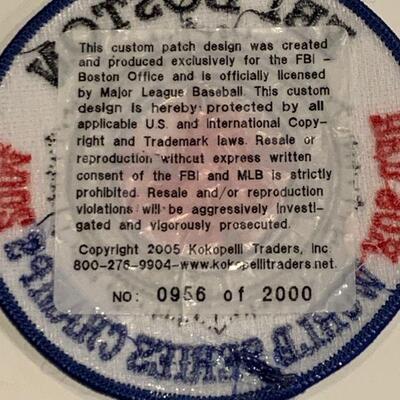 This custom patch design was created
and produced exclusively for the FBI -
Boston Office and is officially licensed
by Major League Baseball. This custom
design is hereby protected by all
applicable U.S. and International Copy-
right and Trademark laws. Resale or
reproduction without express written
consent of the FBI and MLB is strictly
prohibited. Resale and/or reproduction
violations will be aggressively investi-
gated and vigorously prosecuted.
Copyright 2005 Kokopelli Traders, Inc.
800-276-9904-www.kokopellitraders.net
NO: 0956 of 2000